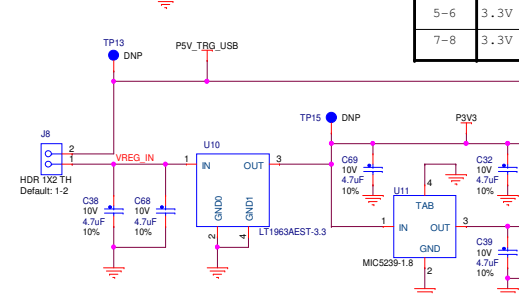 5-6 3.3V
7-8 3.3V
TP13
DNP
P5V_TRG_USB
TP15
DNP
P3V3
J8
2
1
VREG_IN
HDR 1X2 TH
Default: 1-2
C38
10V
4.7uF
10%
C68
10V
4.7uF
10%
U10
1
IN
OUT
3
GND0
GND1
2
4
LT1963AEST-3.3
C69
10V
4.7uF
10%
U11
4
TAB
1
IN
OUT
3
GND
2
MIC5239-1.8
C32
10V
4.7uF
10%
C39
10V
4.7uF
10%